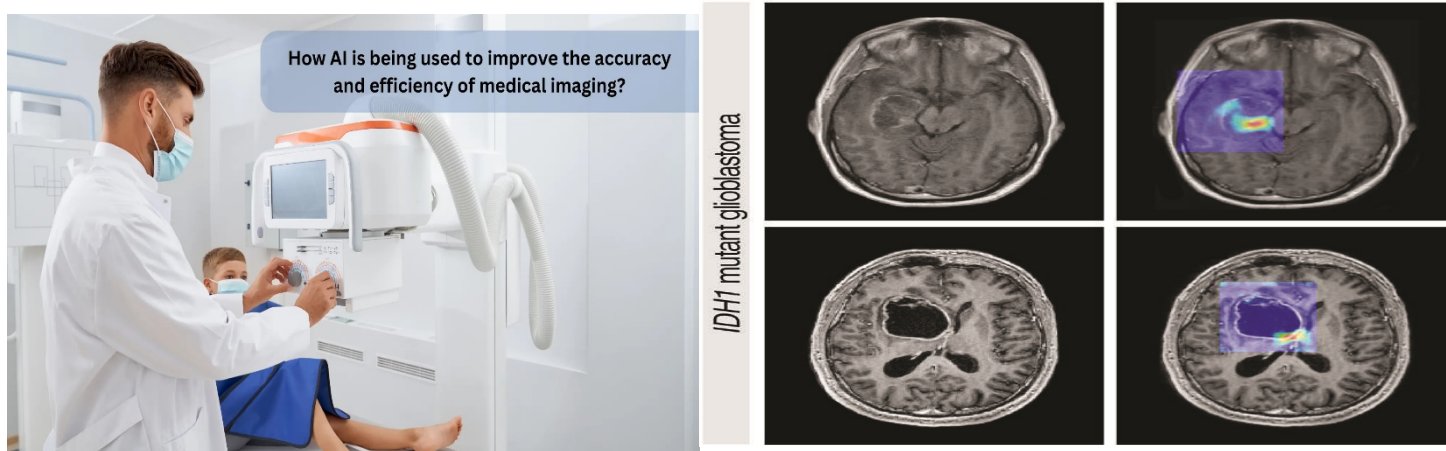 How AI is being used to improve the accuracy
and efficiency of medical imaging?
IDH1 mutant glioblastoma